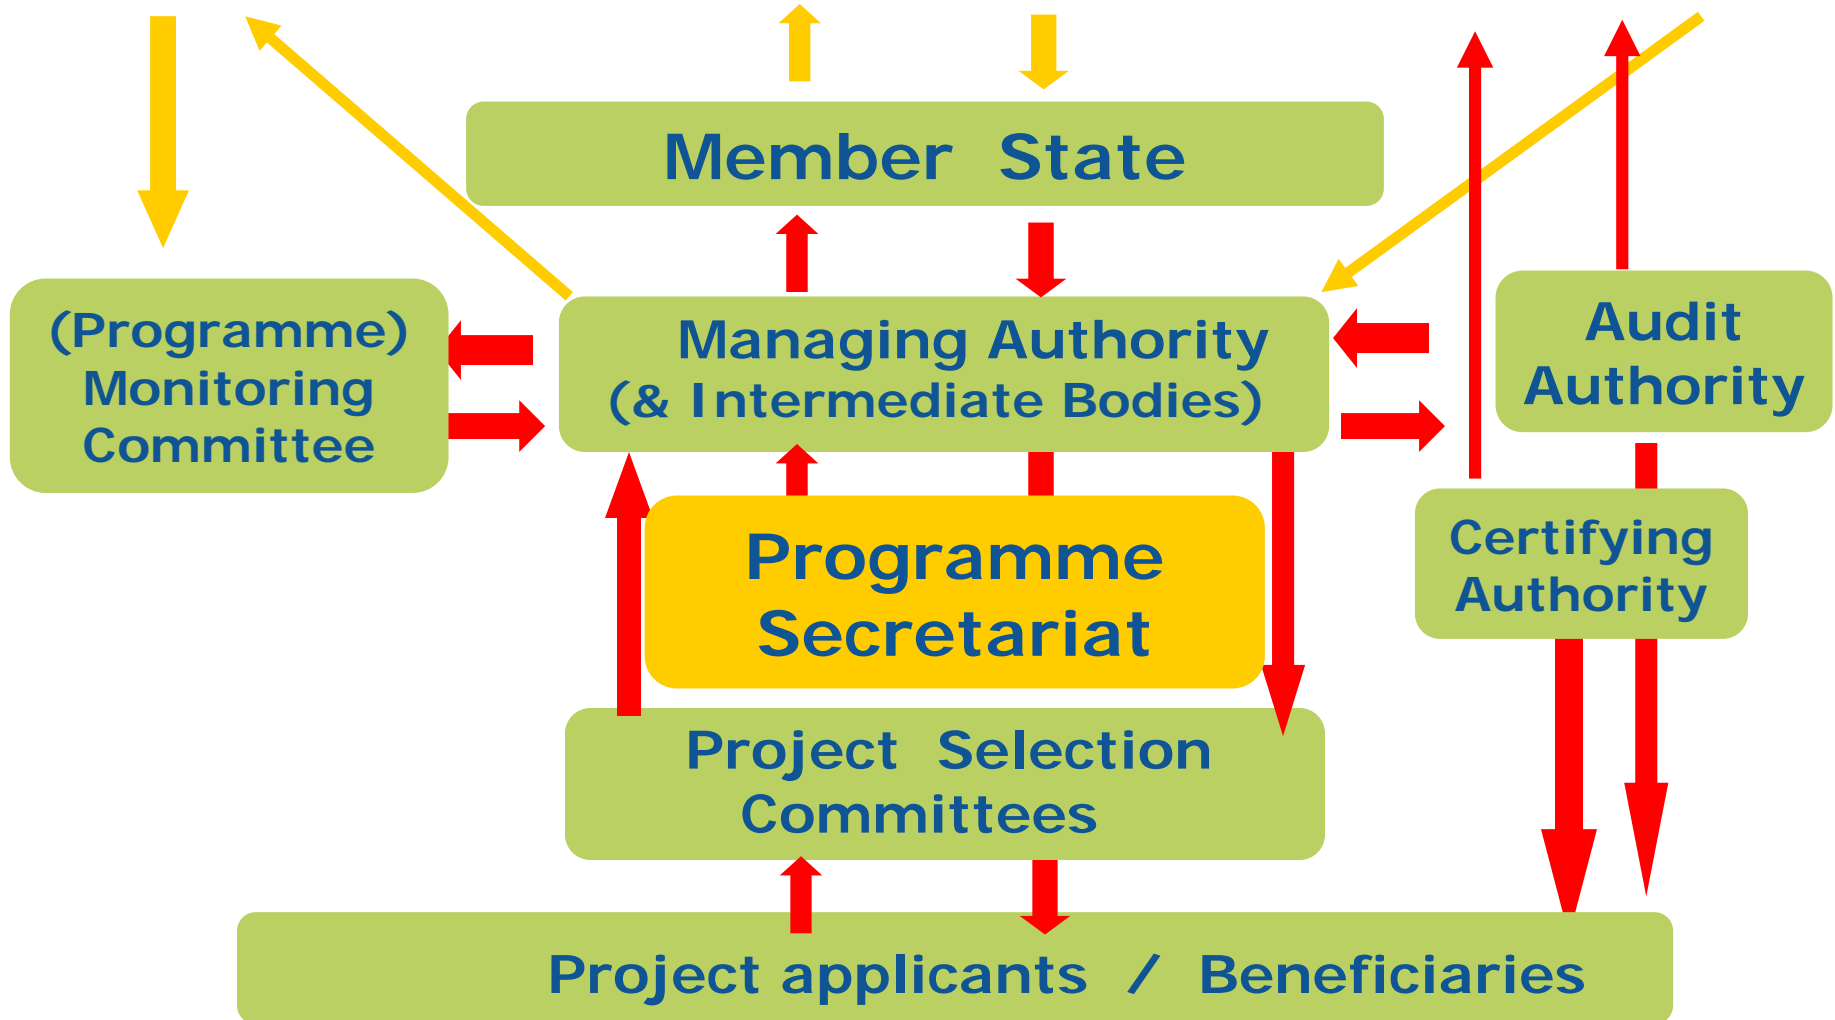 Member State
(Programme)
Monitoring
Committee
Managing Authority
(& Intermediate Bodies)
Audit
Authority
Programme
Secretariat
Certifying
Authority
Project Selection
Committees
Project applicants / Beneficiaries